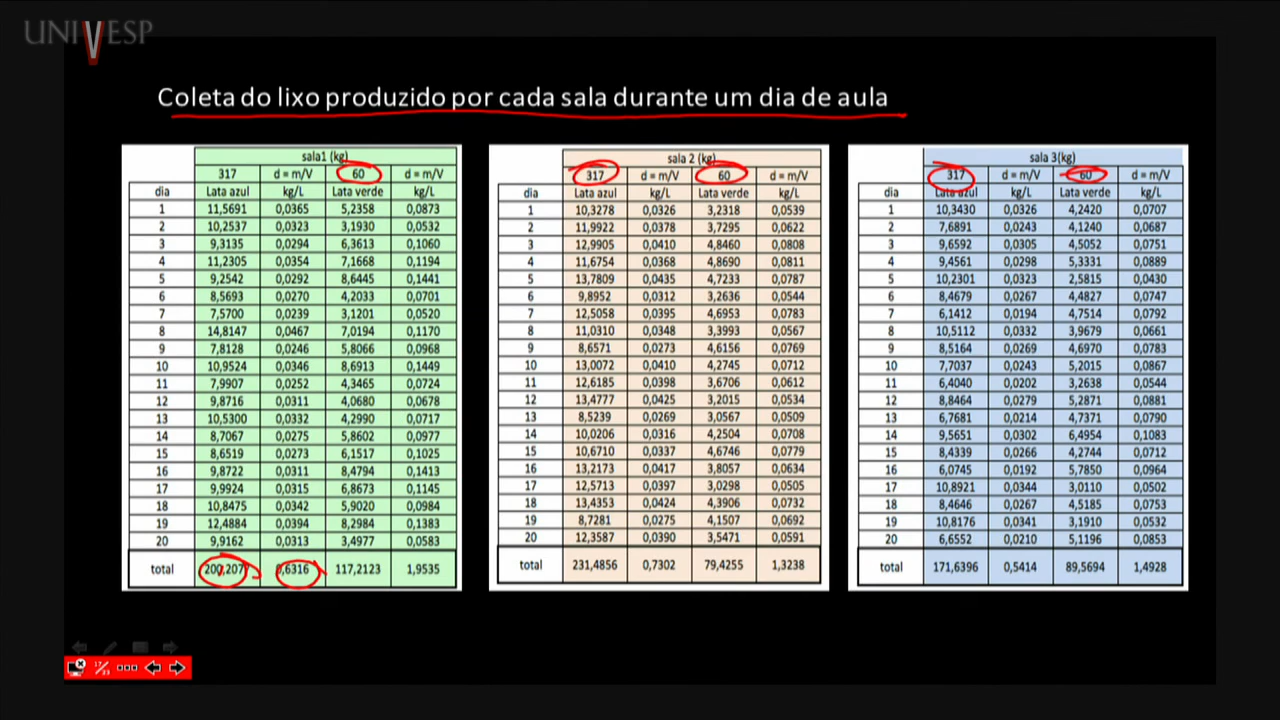 UNIVESP
Coleta do lixo produzido por cada sala durante um dia de aula
sala1 (kg)
317 d = m/V 60 d = m/V
dia Lata azul kg/L Lata verde kg/L
1 11,5691 0,0365 5,2358 0,0873
2 10,2537 0,0323 3,1930 0,0532
3 9,3135 0,0294 6,3613 0,1060
4 11,2305 0,0354 7,1668 0,1194
5 9,2542 0,0292 8,6445 0,1441
6 8,5693 0,0270 4,2033 0,0701
7 7,5700 0,0239 3,1201 0,0520
8 14,8147 0,0467 7,0194 0,1170
9 7,8128 0,0246 5,8066 0,0968
10 10,9524 0,0346 8,6913 0,1449
11 7,9907 0,0252 4,3465 0,0724
12 9,8716 0,0311 4,0680 0,0678
13 10,5300 0,0332 4,2990 0,0717
14 8,7067 0,0275 5,8602 0,0977
15 8,6519 0,0273 6,1517 0,1025
16 9,8722 0,0311 8,4794 0,1413
17 9,9924 0,0315 6,8673 0,1145
18 10,8475 0,0342 5,9020 0,0984
19 12,4884 0,0394 8,2984 0,1383
20 9,9162 0,0313 3,4977 0,0583
total 0,6316 117,2123 1,9535
sala 2 (kg)
317 d = m/V 60 d = m/V
dia Lata azul kg/L Lata verde kg/L
1 10,3278 0,0326 3,2318 0,0539
2 11,9922 0,0378 3,7295 0,0622
3 12,9905 0,0410 4,8460 0,0808
4 11,6754 0,0368 4,8690 0,0811
5 13,7809 0,0435 4,7233 0,0787
6 9,8952 0,0312 3,2636 0,0544
7 12,5058 0,0395 4,6953 0,0783
8 11,0310 0,0348 3,3993 0,0567
9 8,6571 0,0273 4,6156 0,0769
10 13,0072 0,0410 4,2745 0,0712
11 12,6185 0,0398 3,6706 0,0612
12 13,4777 0,0425 3,2015 0,0534
13 8,5239 0,0269 3,0567 0,0509
14 10,0206 0,0316 4,2504 0,0708
15 10,6710 0,0337 4,6746 0,0779
16 13,2173 0,0417 3,8057 0,0634
17 12,5713 0,0397 3,0298 0,0505
18 13,4353 0,0424 4,3906 0,0732
19 8,7281 0,0275 4,1507 0,0692
20 12,3587 0,0390 3,5471 0,0591
total 231,4856 0,7302 79,4255 1,3238
sala 3(kg)
317 d = m/V 60 d = m/V
dia Lata azul kg/L Lata verde kg/L
1 10,3430 0,0326 4,2420 0,0707
2 7,6891 0,0243 4,1240 0,0687
3 9,6592 0,0305 4,5052 0,0751
4 9,4561 0,0298 5,3331 0,0889
5 10,2301 0,0323 2,5815 0,0430
6 8,4679 0,0267 4,4827 0,0747
7 6,1412 0,0194 4,7514 0,0792
8 10,5112 0,0332 3,9679 0,0661
9 8,5164 0,0269 4,6970 0,0783
10 7,7037 0,0243 5,2015 0,0867
11 6,4040 0,0202 3,2638 0,0544
12 8,8464 0,0279 5,2871 0,0881
13 6,7681 0,0214 4,7371 0,0790
14 9,5651 0,0302 6,4954 0,1083
15 8,4339 0,0266 4,2744 0,0712
16 6,0745 0,0192 5,7850 0,0964
17 10,8921 0,0344 3,0110 0,0502
18 8,4646 0,0267 4,5185 0,0753
19 10,8176 0,0341 3,1910 0,0532
20 6,6552 0,0210 5,1196 0,0853
total 171,6396 0,5414 89,5694 1,4928
17/23